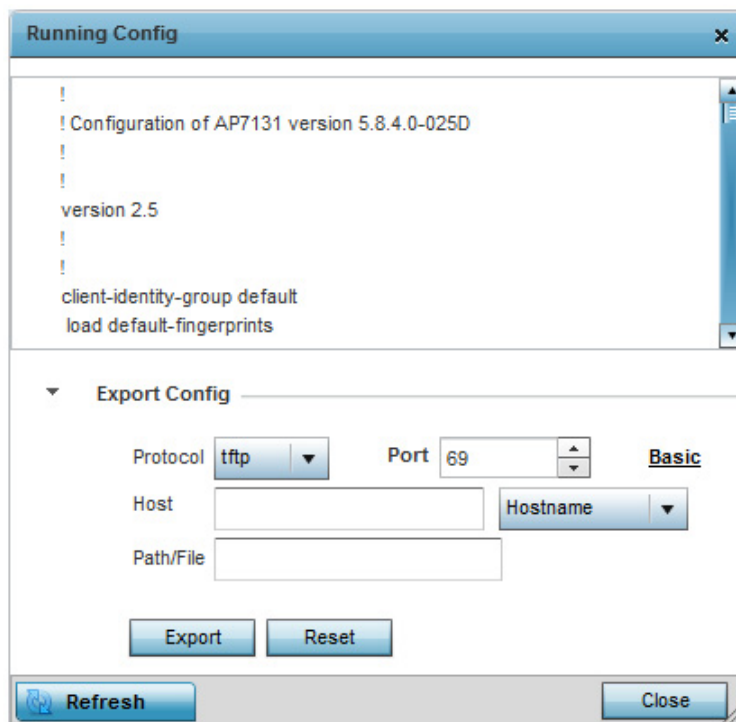 Running Config
!
! Configuration of AP7131 version 5.8.4.0-025D
!
!
version 2.5
!
!
client-identity-group default
load default-fingerprints
Export Config
Protocol tftp Port 69 Basic
Host Hostname
Path/File
Export Reset
Refresh Close